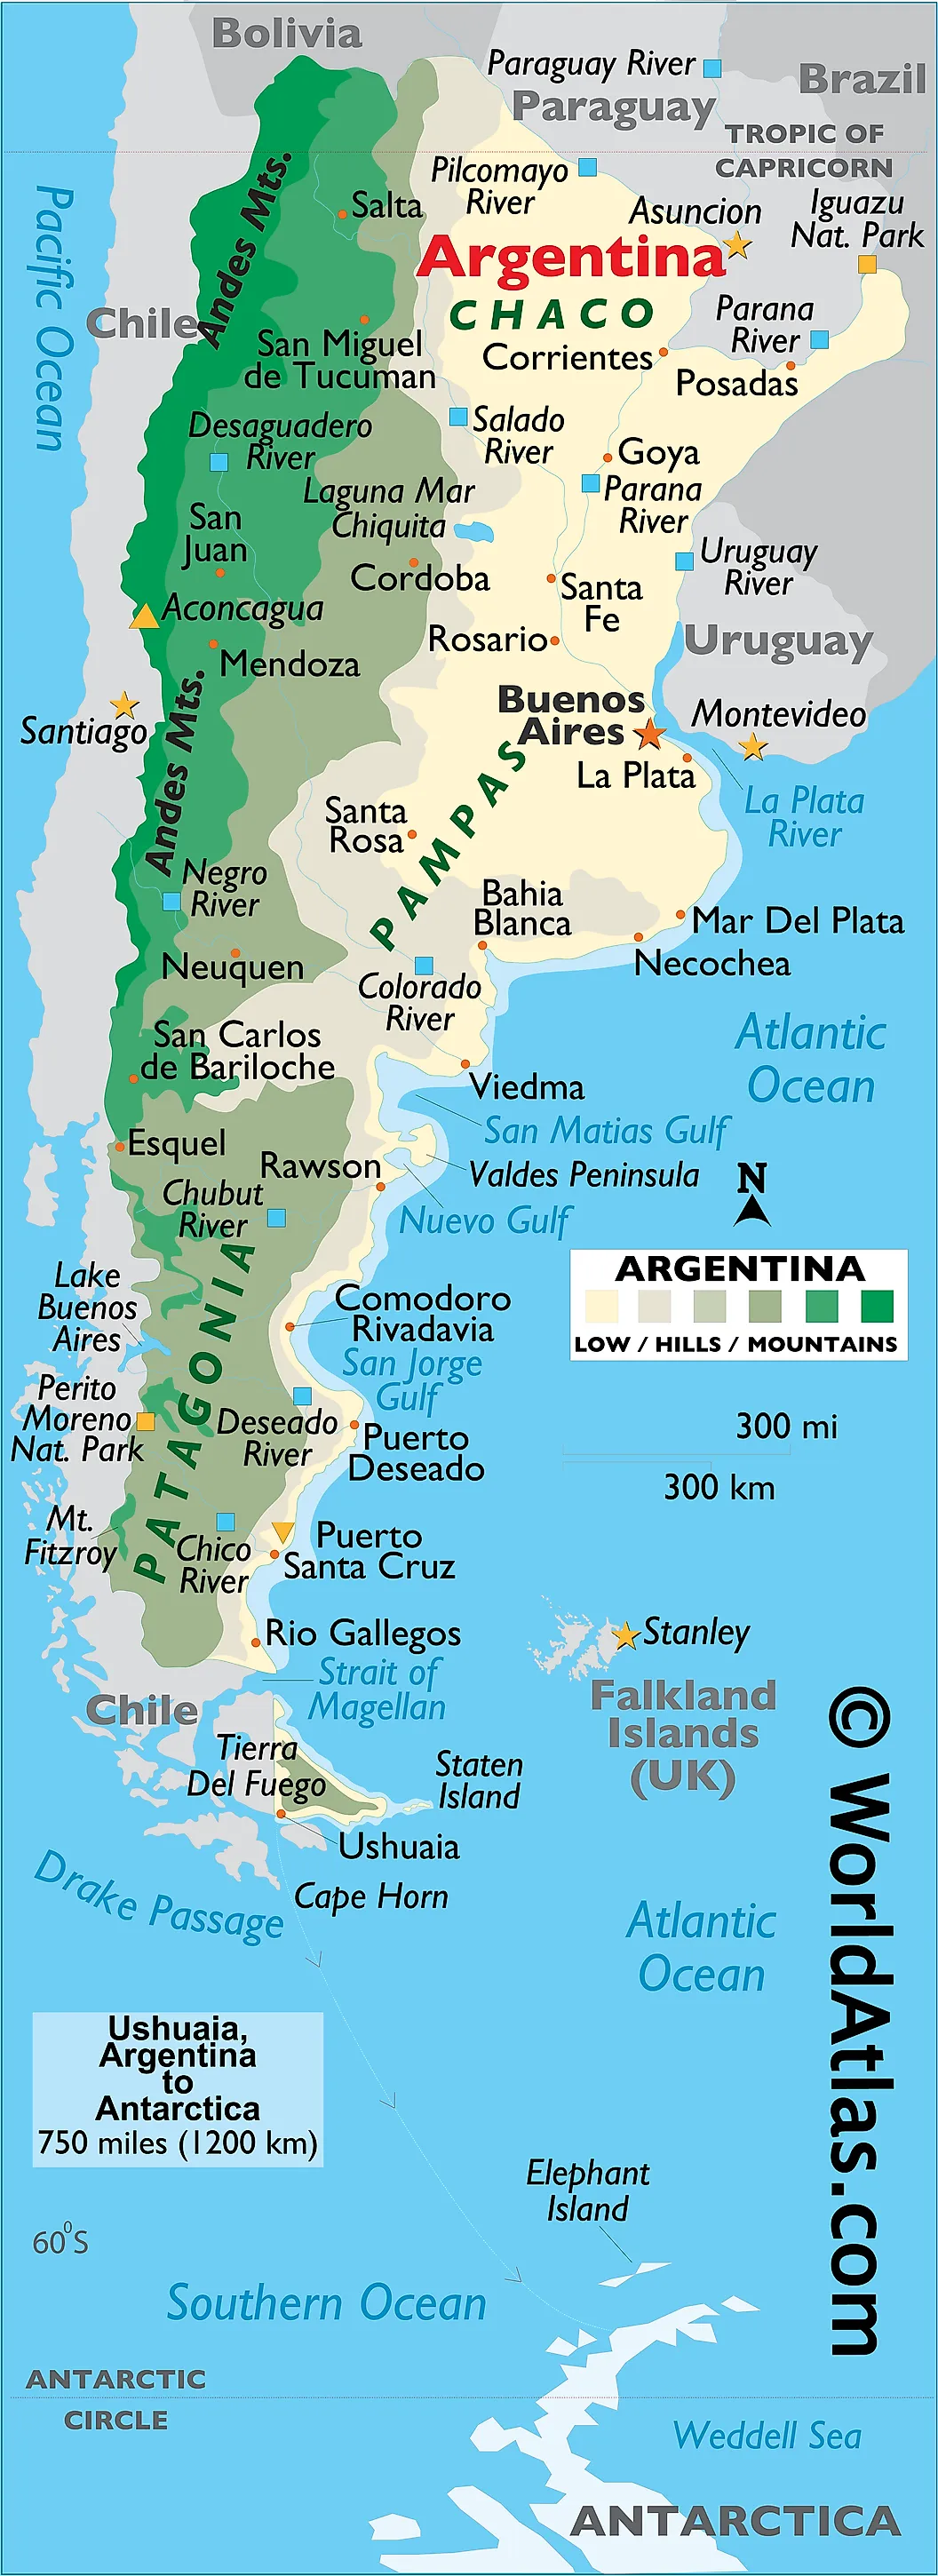 Bolivia
Paraguay River
Paraguay
Brazil
TROPIC OF
CAPRICORN
Pilcomayo
River
Asuncion
Iguazu
Nat. Park
Andes Mts.
Salta
Pacific Ocean
Argentina
CHACO
Chile
Parana
River
San Miguel
de Tucuman
Corrientes
Posadas
Desaguadero
River
Salado
River
Goya
Laguna Mar
Chiquita
Parana
River
San
Juan
Uruguay
River
Cordoba
Santa
Fe
Aconcagua
Rosario
Uruguay
Mendoza
Andes Mts.
Santiago
Buenos
Aires
Montevideo
La Plata
La Plata
River
Santa
Rosa
PAMPAS
Negro
River
Bahia
Blanca
Mar Del Plata
Neuquen
Necochea
Colorado
River
San Carlos
de Bariloche
Atlantic
Ocean
Viedma
San Matias Gulf
Esquel
Rawson
Valdes Peninsula
N
Chubut
River
Nuevo Gulf
PATAGONIA
ARGENTINA
LOW / HILLS / MOUNTAINS
Lake
Buenos
Aires
Comodoro
Rivadavia
San Jorge
Gulf
Perito
Moreno
Nat. Park
Deseado
River
Puerto
Deseado
300 mi
300 km
Mt.
Fitzroy
Chico
River
Puerto
Santa Cruz
Rio Gallegos
Stanley
Strait of
Magellan
Falkland
Islands
(UK)
Chile
Tierra
Del Fuego
Staten
Island
Ushuaia
Cape Horn
Drake Passage
Atlantic
Ocean
© WorldAtlas.com
Ushuaia,
Argentina
to
Antarctica
750 miles (1200 km)
Elephant
Island
60⁰S
Southern Ocean
ANTARCTIC
CIRCLE
Weddell Sea
ANTARCTICA